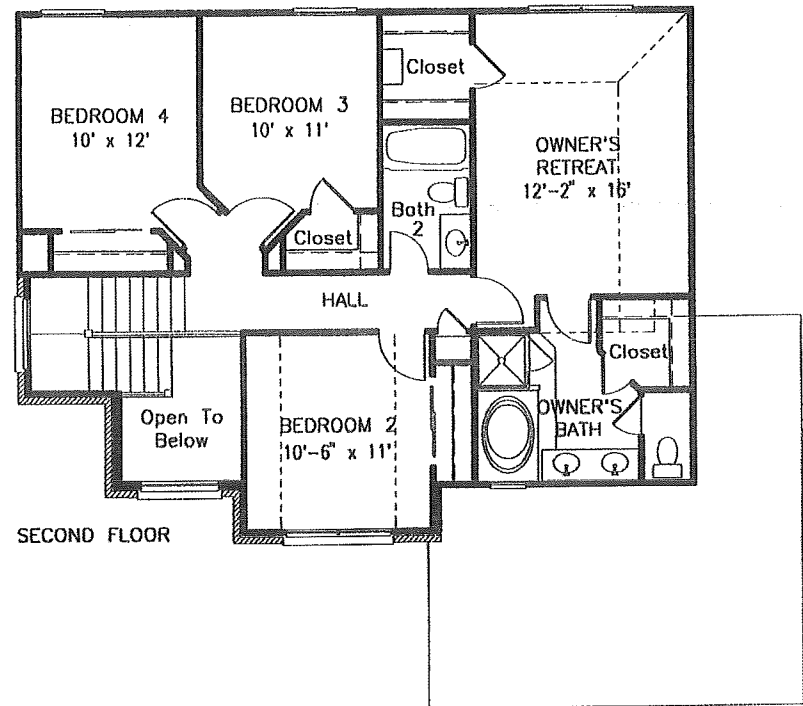 BEDROOM 4
10' x 12'
BEDROOM 3
10' x 11'
Closet
OWNER'S
RETREAT
12'-2" x 16'
Bath
2
Closet
HALL
Closet
Open To
Below
BEDROOM 2
10'-6" x 11'
OWNER'S
BATH
SECOND FLOOR